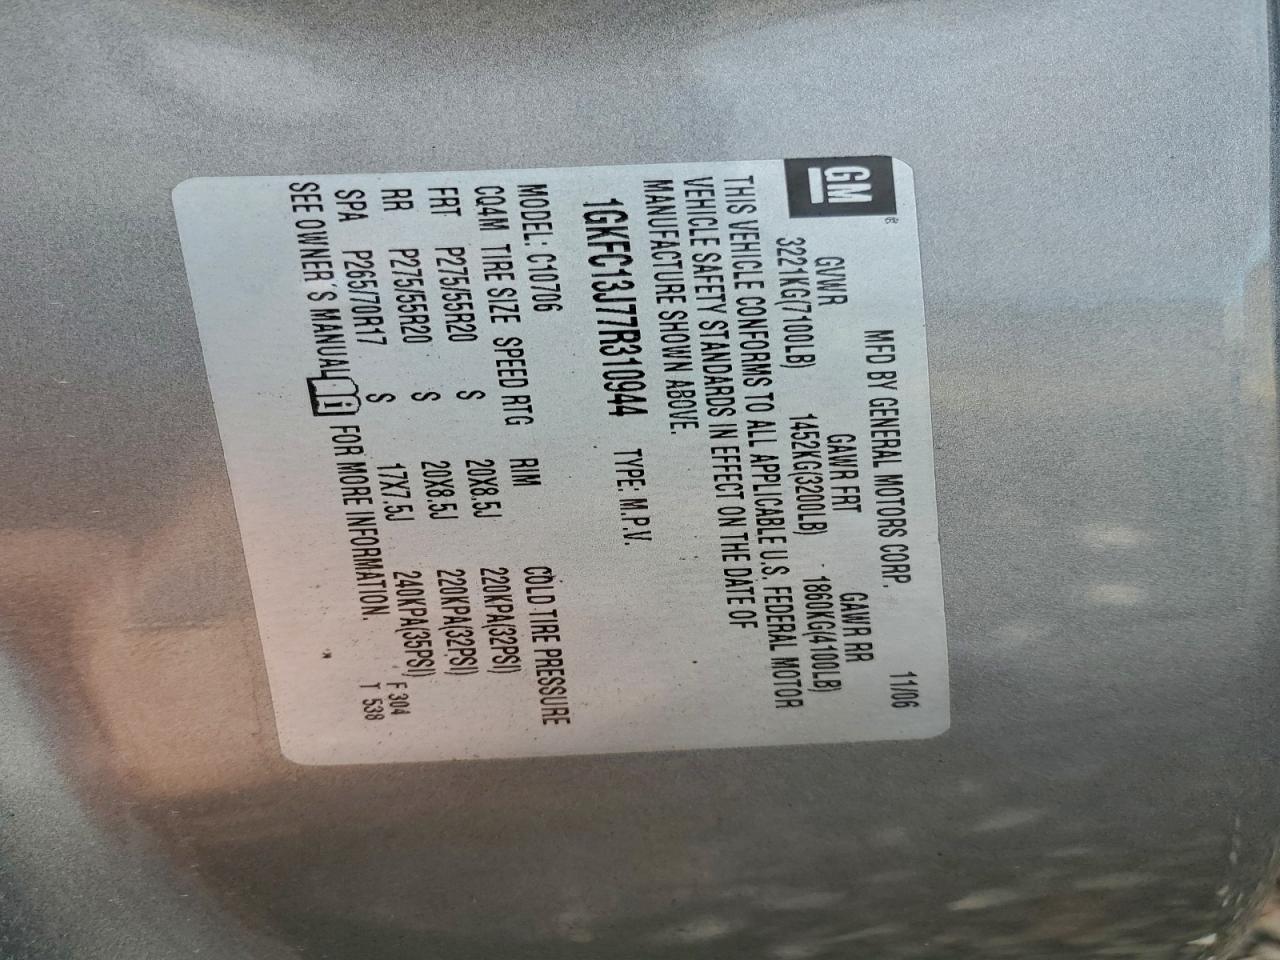 GM®
MFD BY GENERAL MOTORS CORP. 11/06
GVWR GAWR FRT GAWR RR
3221KG(7100LB) 1452KG(3200LB) 1860KG(4100LB)
THIS VEHICLE CONFORMS TO ALL APPLICABLE U.S. FEDERAL MOTOR
VEHICLE SAFETY STANDARDS IN EFFECT ON THE DATE OF
MANUFACTURE SHOWN ABOVE.
1GKFC13J77R310944 TYPE: M.P.V.
MODEL: C10706
CQ4M TIRE SIZE SPEED RTG RIM COLD TIRE PRESSURE
FRT P275/55R20 S 20X8.5J 220KPA(32PSI)
RR P275/55R20 S 20X8.5J 220KPA(32PSI)
SPA P265/70R17 S 17X7.5J 240KPA(35PSI) F 304
SEE OWNER'S MANUAL i FOR MORE INFORMATION. T 538